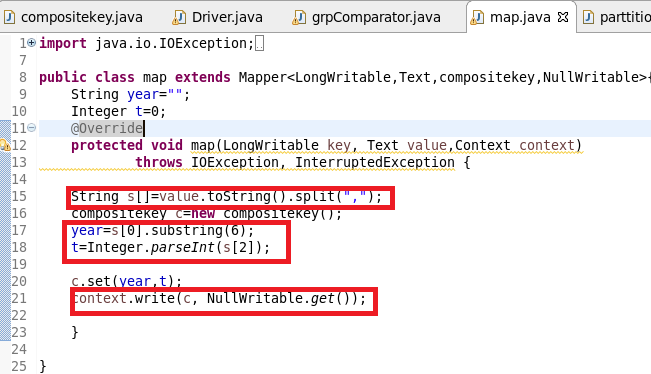 compositekey.java Driver.java grpComparator.java map.java parttition
1 import java.io.IOException;
7
8 public class map extends Mapper<LongWritable,Text,compositekey,NullWritable>{
9 String year="";
10 Integer t=0;
11 @Override
12 protected void map(LongWritable key, Text value,Context context)
13 throws IOException, InterruptedException {
14
15 String s[]=value.toString().split(",");
16 compositekey c=new compositekey();
17 year=s[0].substring(6);
18 t=Integer.parseInt(s[2]);
19
20 c.set(year,t);
21 context.write(c, NullWritable.get());
22
23 }
24
25 }